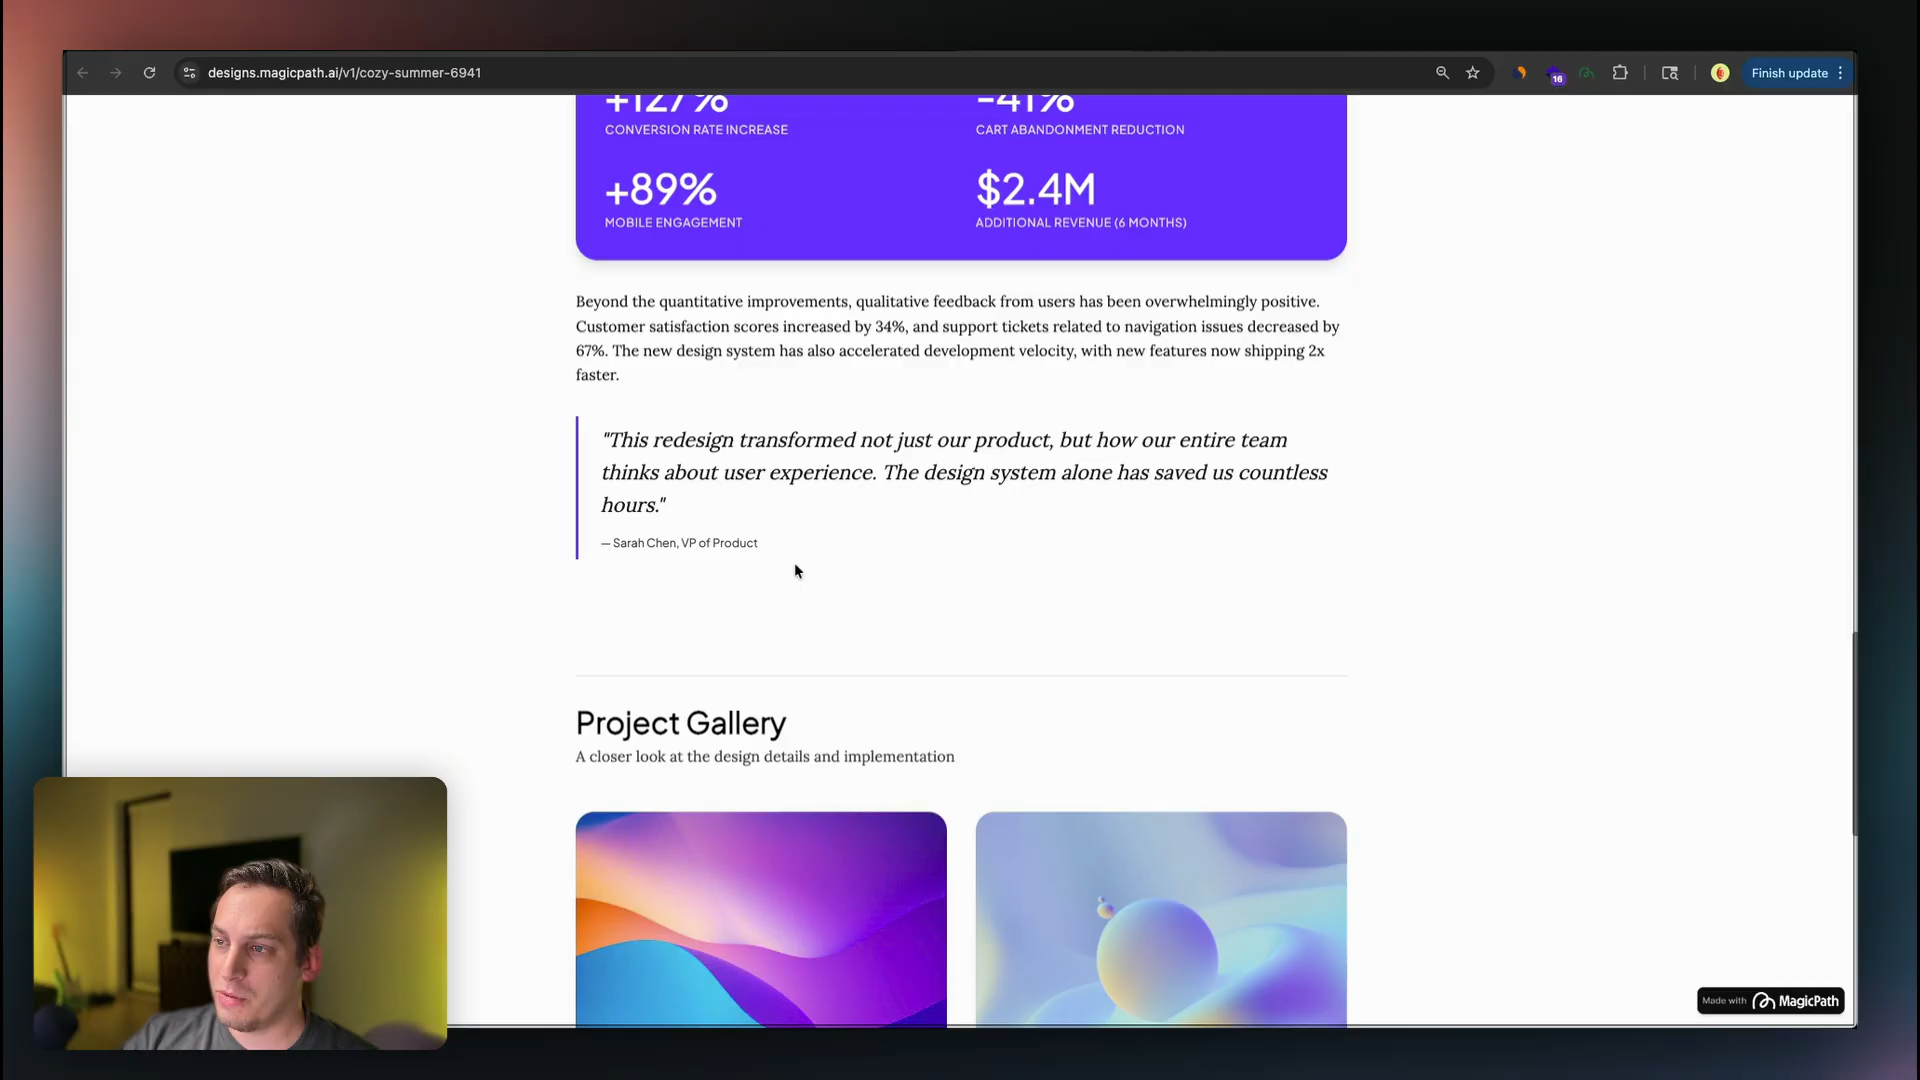 designs.magicpath.ai/v1/cozy-summer-6941
16
Finish update
+127%
-41%
CONVERSION RATE INCREASE
CART ABANDONMENT REDUCTION
+89%
$2.4M
MOBILE ENGAGEMENT
ADDITIONAL REVENUE (6 MONTHS)
Beyond the quantitative improvements, qualitative feedback from users has been overwhelmingly positive.
Customer satisfaction scores increased by 34%, and support tickets related to navigation issues decreased by
67%. The new design system has also accelerated development velocity, with new features now shipping 2x
faster.
"This redesign transformed not just our product, but how our entire team
thinks about user experience. The design system alone has saved us countless
hours."
— Sarah Chen, VP of Product
Project Gallery
A closer look at the design details and implementation
Made with MagicPath